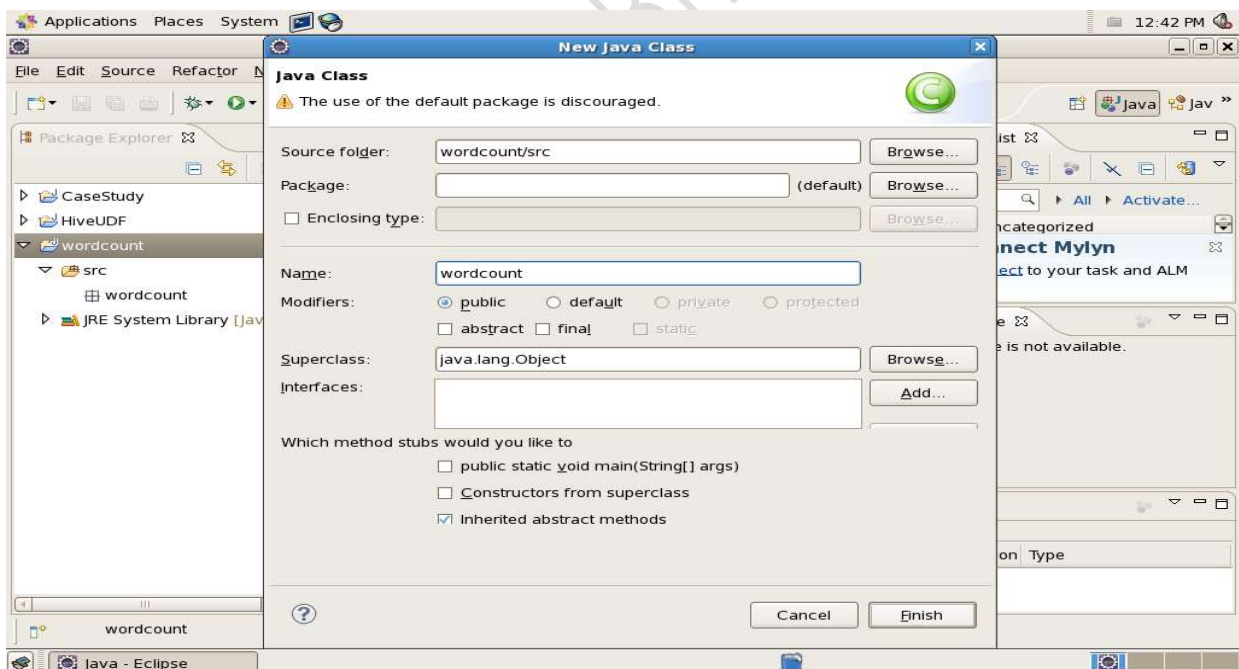 Applications Places System
12:42 PM
New Java Class
File Edit Source Refactor N
Java Class
The use of the default package is discouraged.
Java
Jav »
Package Explorer
ist
Source folder:
wordcount/src
Browse...
Package:
(default)
Browse...
CaseStudy
All
Activate...
HiveUDF
Enclosing type:
Browse...
ncategorized
wordcount
nnect Mylyn
src
Name:
wordcount
ect to your task and ALM
wordcount
Modifiers:
public
default
private
protected
JRE System Library [Jav
abstract
final
static
e
Superclass:
java.lang.Object
Browse...
e is not available.
Interfaces:
Add...
Which method stubs would you like to
public static void main(String[] args)
Constructors from superclass
Inherited abstract methods
on
Type
Cancel
Finish
wordcount
Java - Eclipse